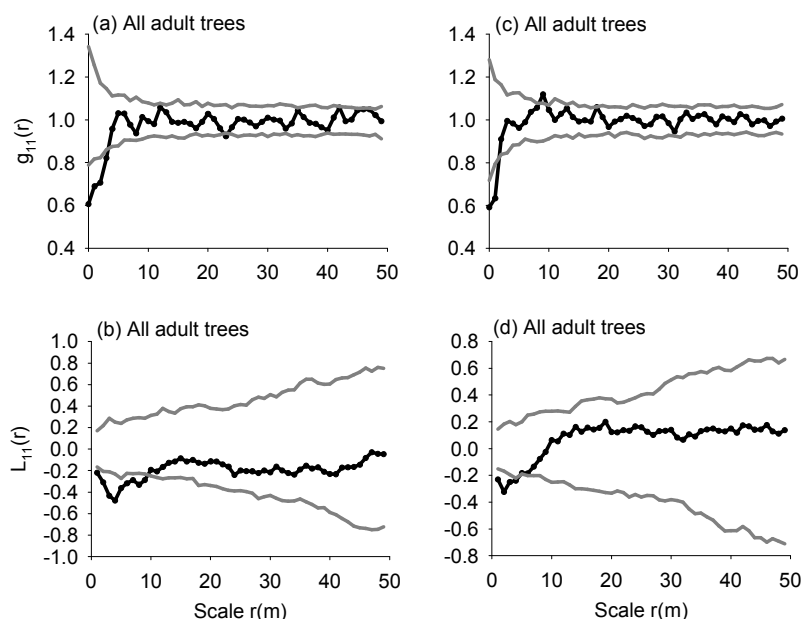 (a) All adult trees
1.4
1.2
1.0
0.8
0.6
0.4
g11(r)
0 10 20 30 40 50
(c) All adult trees
1.4
1.2
1.0
0.8
0.6
0.4
0 10 20 30 40 50
(b) All adult trees
1.0
0.8
0.6
0.4
0.2
0.0
-0.2
-0.4
-0.6
-0.8
-1.0
L11(r)
0 10 20 30 40 50
Scale r(m)
(d) All adult trees
0.8
0.6
0.4
0.2
0.0
-0.2
-0.4
-0.6
-0.8
0 10 20 30 40 50
Scale r(m)